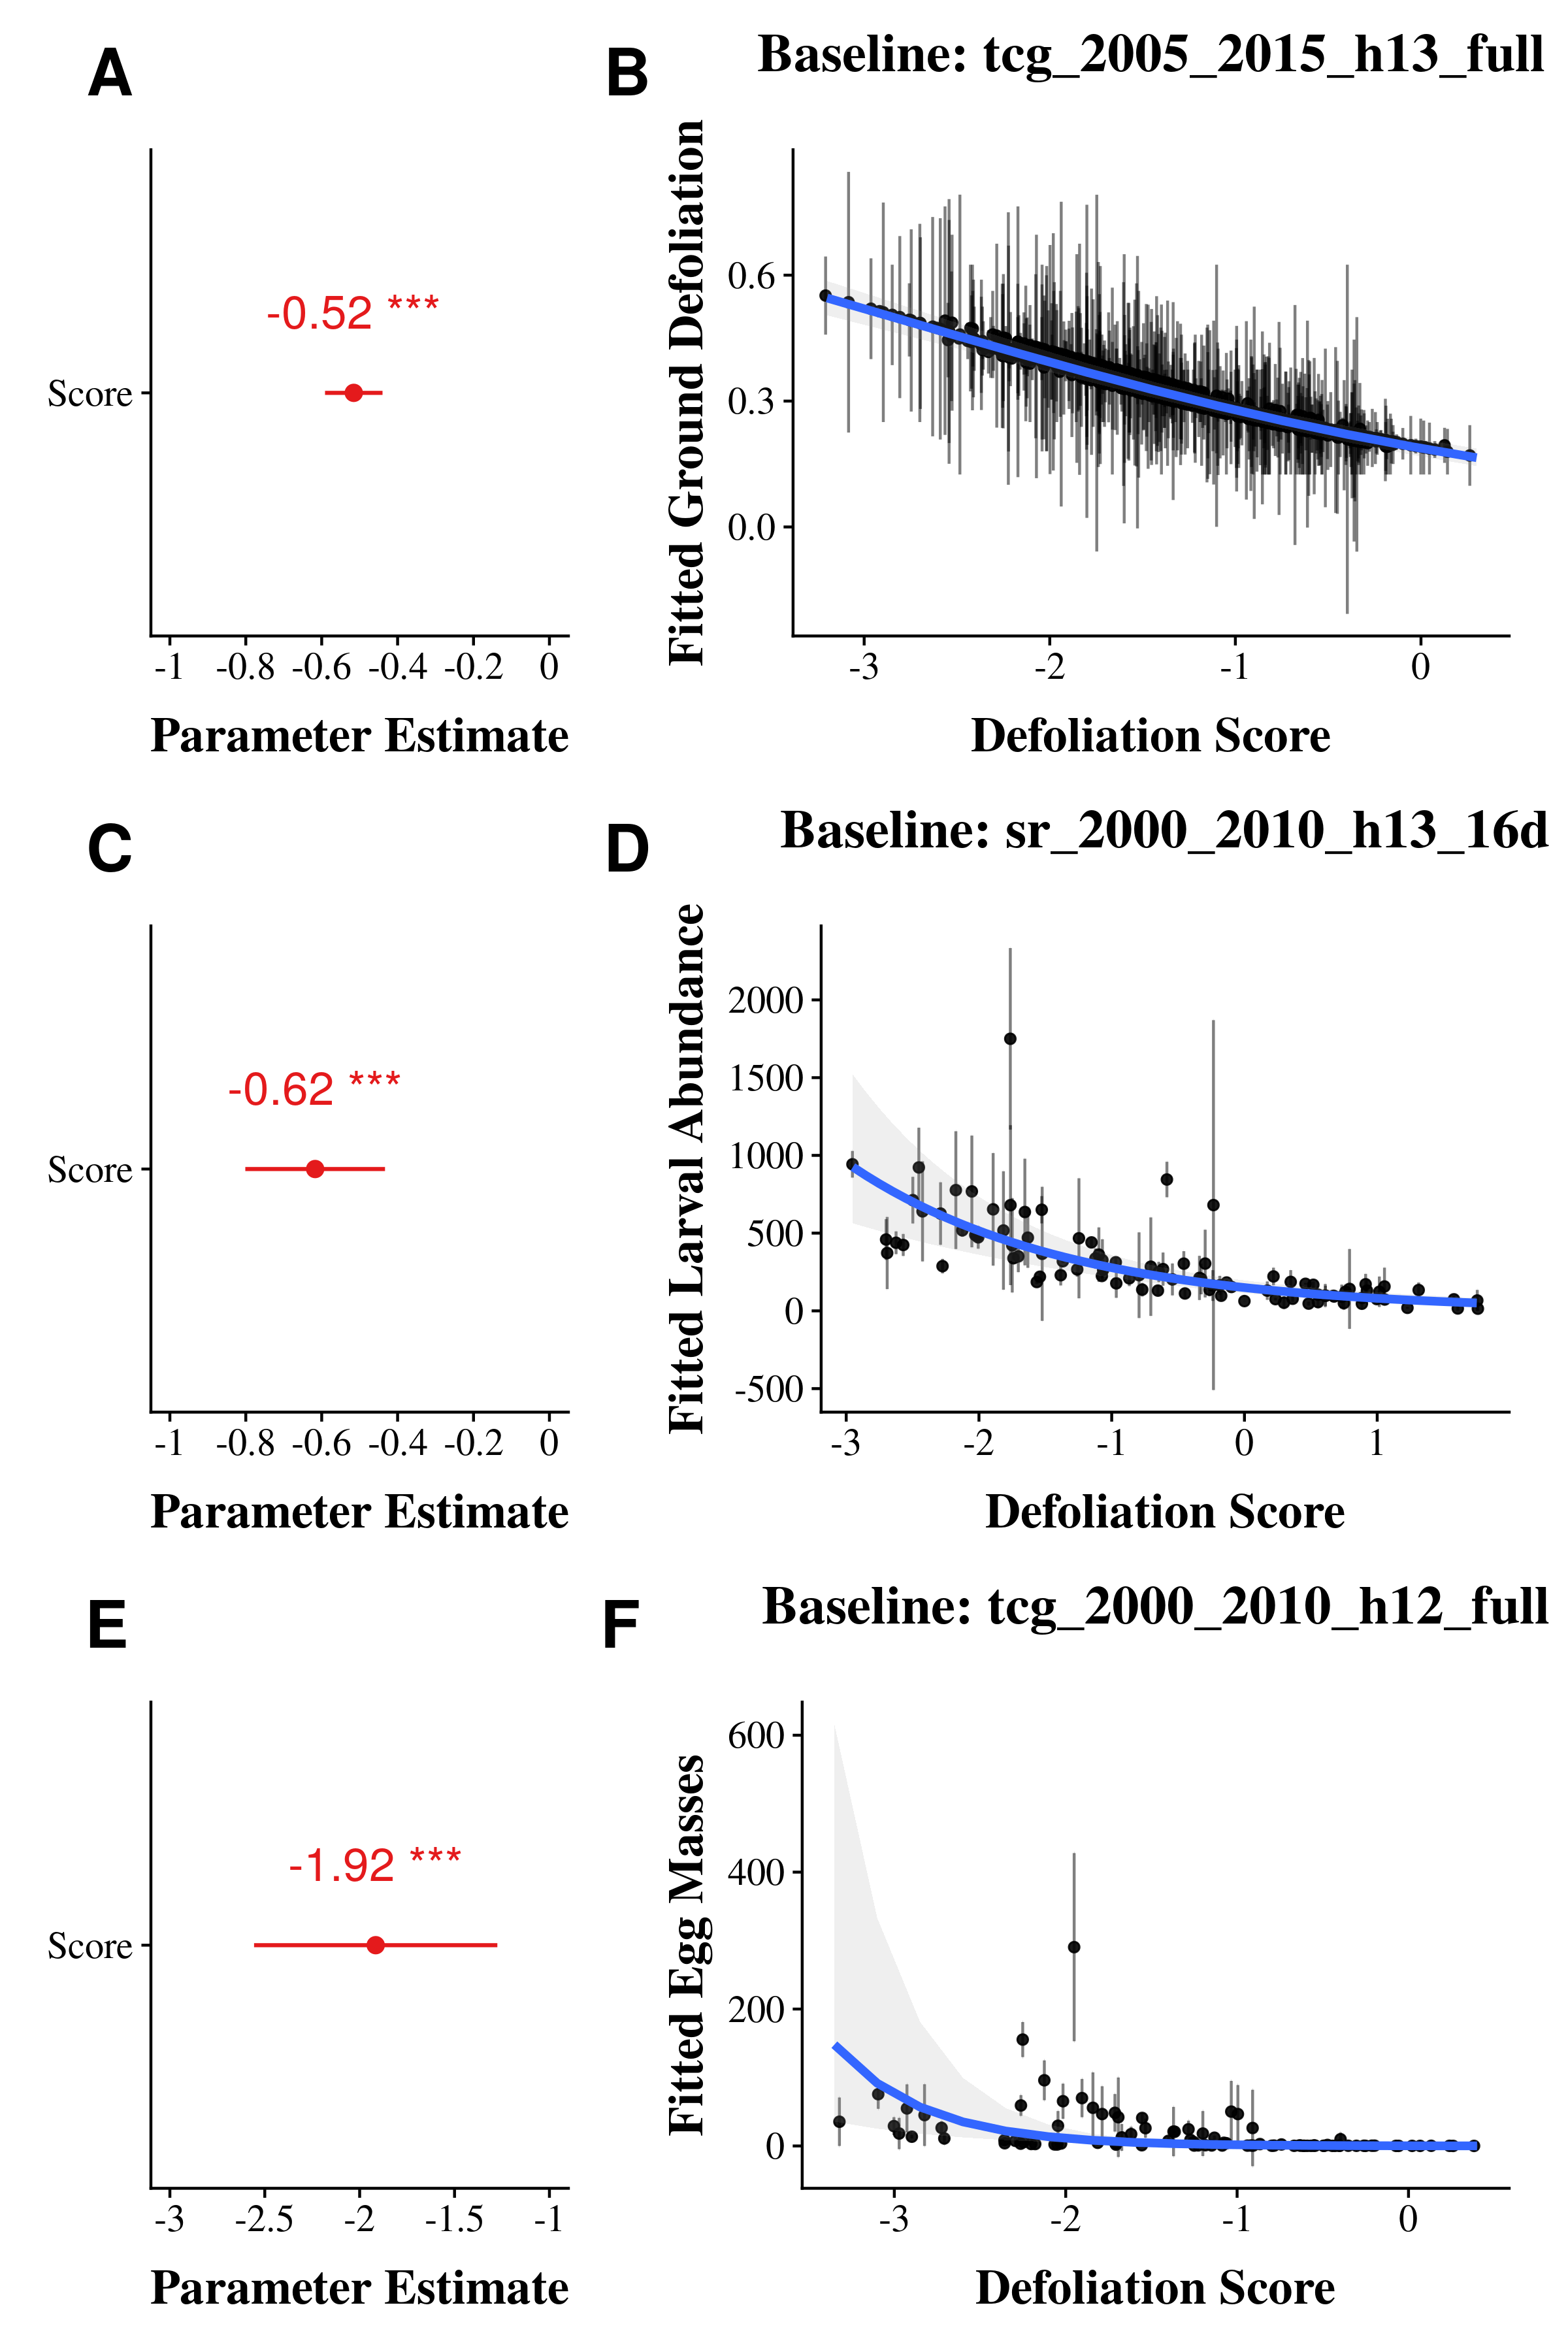 A
-0.52 ***
Score
-1 -0.8 -0.6 -0.4 -0.2 0
Parameter Estimate
B
Baseline: tcg_2005_2015_h13_full
Fitted Ground Defoliation
0.6
0.3
0.0
-3 -2 -1 0
Defoliation Score
C
-0.62 ***
Score
-1 -0.8 -0.6 -0.4 -0.2 0
Parameter Estimate
D
Baseline: sr_2000_2010_h13_16d
Fitted Larval Abundance
2000
1500
1000
500
0
-500
-3 -2 -1 0 1
Defoliation Score
E
-1.92 ***
Score
-3 -2.5 -2 -1.5 -1
Parameter Estimate
F
Baseline: tcg_2000_2010_h12_full
Fitted Egg Masses
600
400
200
0
-3 -2 -1 0
Defoliation Score